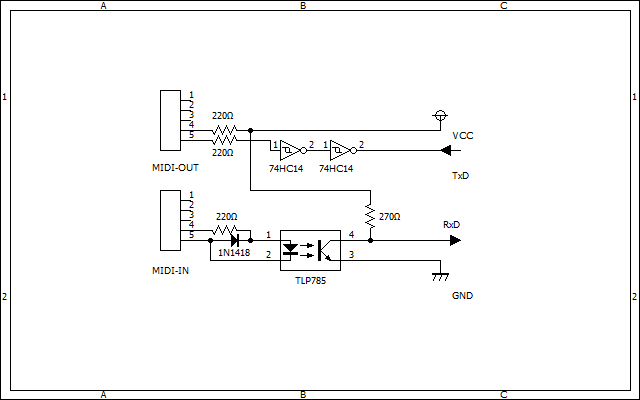 A B C
1 1
1
2
3
4
5
220Ω
220Ω
MIDI-OUT
1 2 1 2
74HC14 74HC14
VCC
TxD
1
2
3
4
5
220Ω
1N1418
MIDI-IN
1
2
4
3
TLP785
270Ω
RxD
GND
2 2
A B C